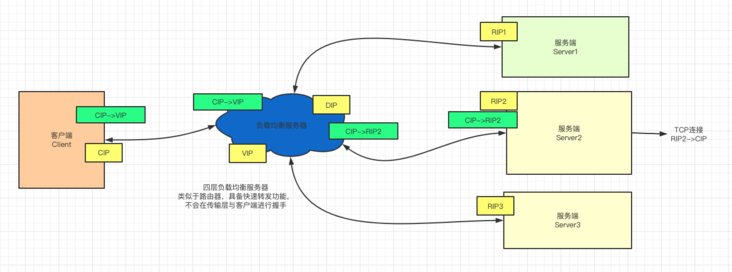 RIP1
服务端
Server1
CIP->VIP
客户端
Client
CIP
CIP->VIP
DIP
负载均衡服务器
CIP->RIP2
VIP
RIP2
服务端
CIP->RIP2
Server2
TCP连接
RIP2->CIP
四层负载均衡服务器
类似于路由器，具备快速转发功能，
不会在传输层与客户端进行握手
RIP3
服务端
Server3